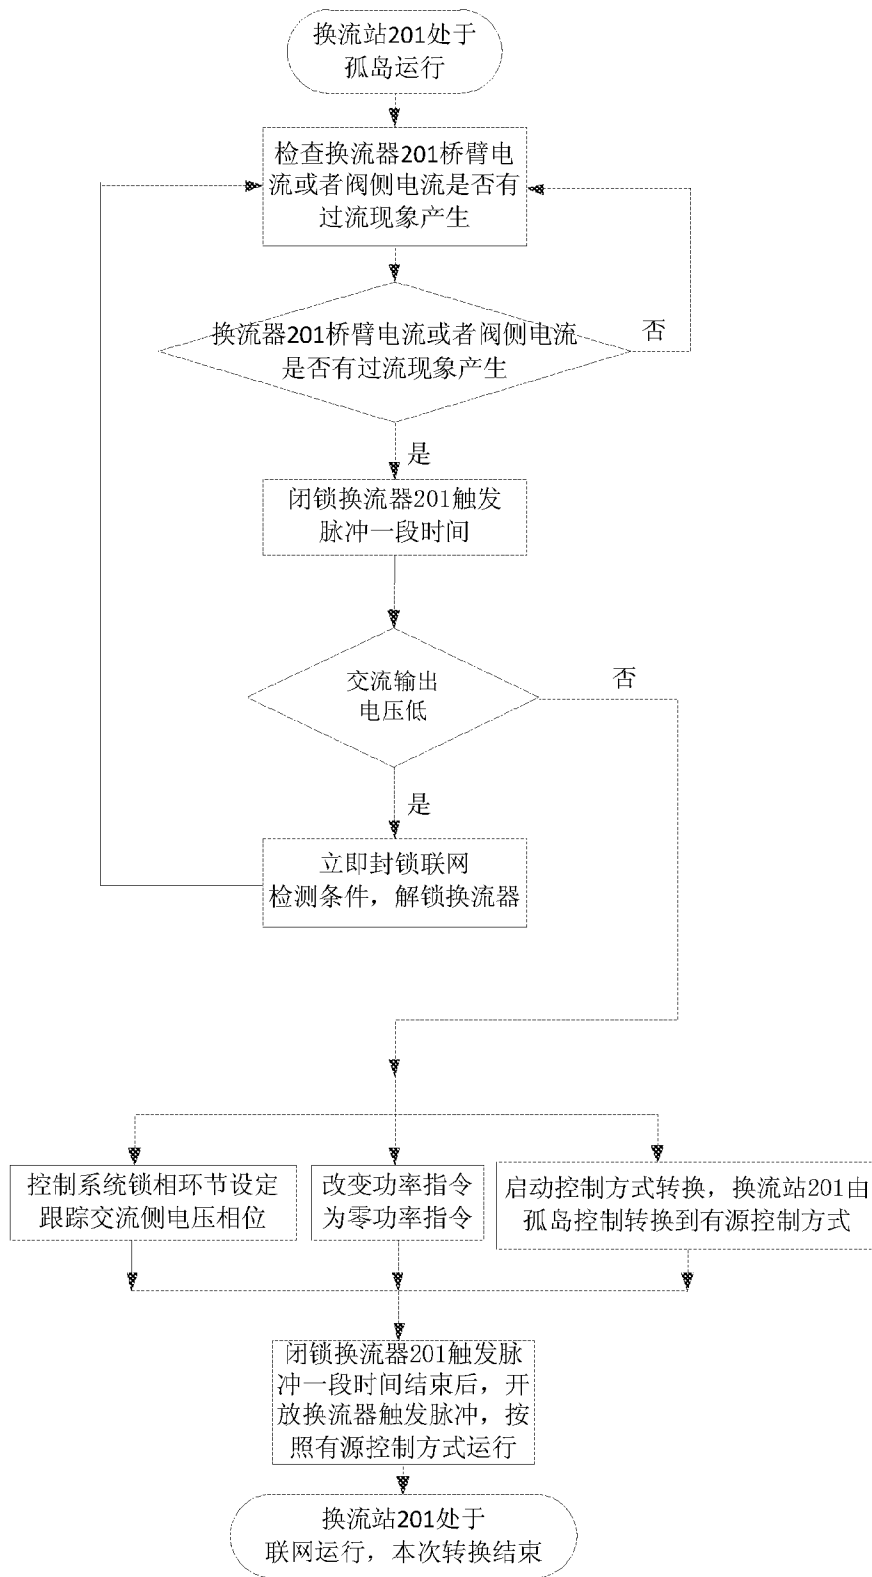 换流站201处于
孤岛运行
检查换流器201桥臂电
流或者阀侧电流是否有
过流现象产生
换流器201桥臂电流或者阀侧电流
是否有过流现象产生
否
是
闭锁换流器201触发
脉冲一段时间
交流输出
电压低
否
是
立即封锁联网
检测条件，解锁换流器
控制系统锁相环节设定
跟踪交流侧电压相位
改变功率指令
为零功率指令
启动控制方式转换，换流站201由
孤岛控制转换到有源控制方式
闭锁换流器201触发脉
冲一段时间结束后，开
放换流器触发脉冲，按
照有源控制方式运行
换流站201处于
联网运行，本次转换结束